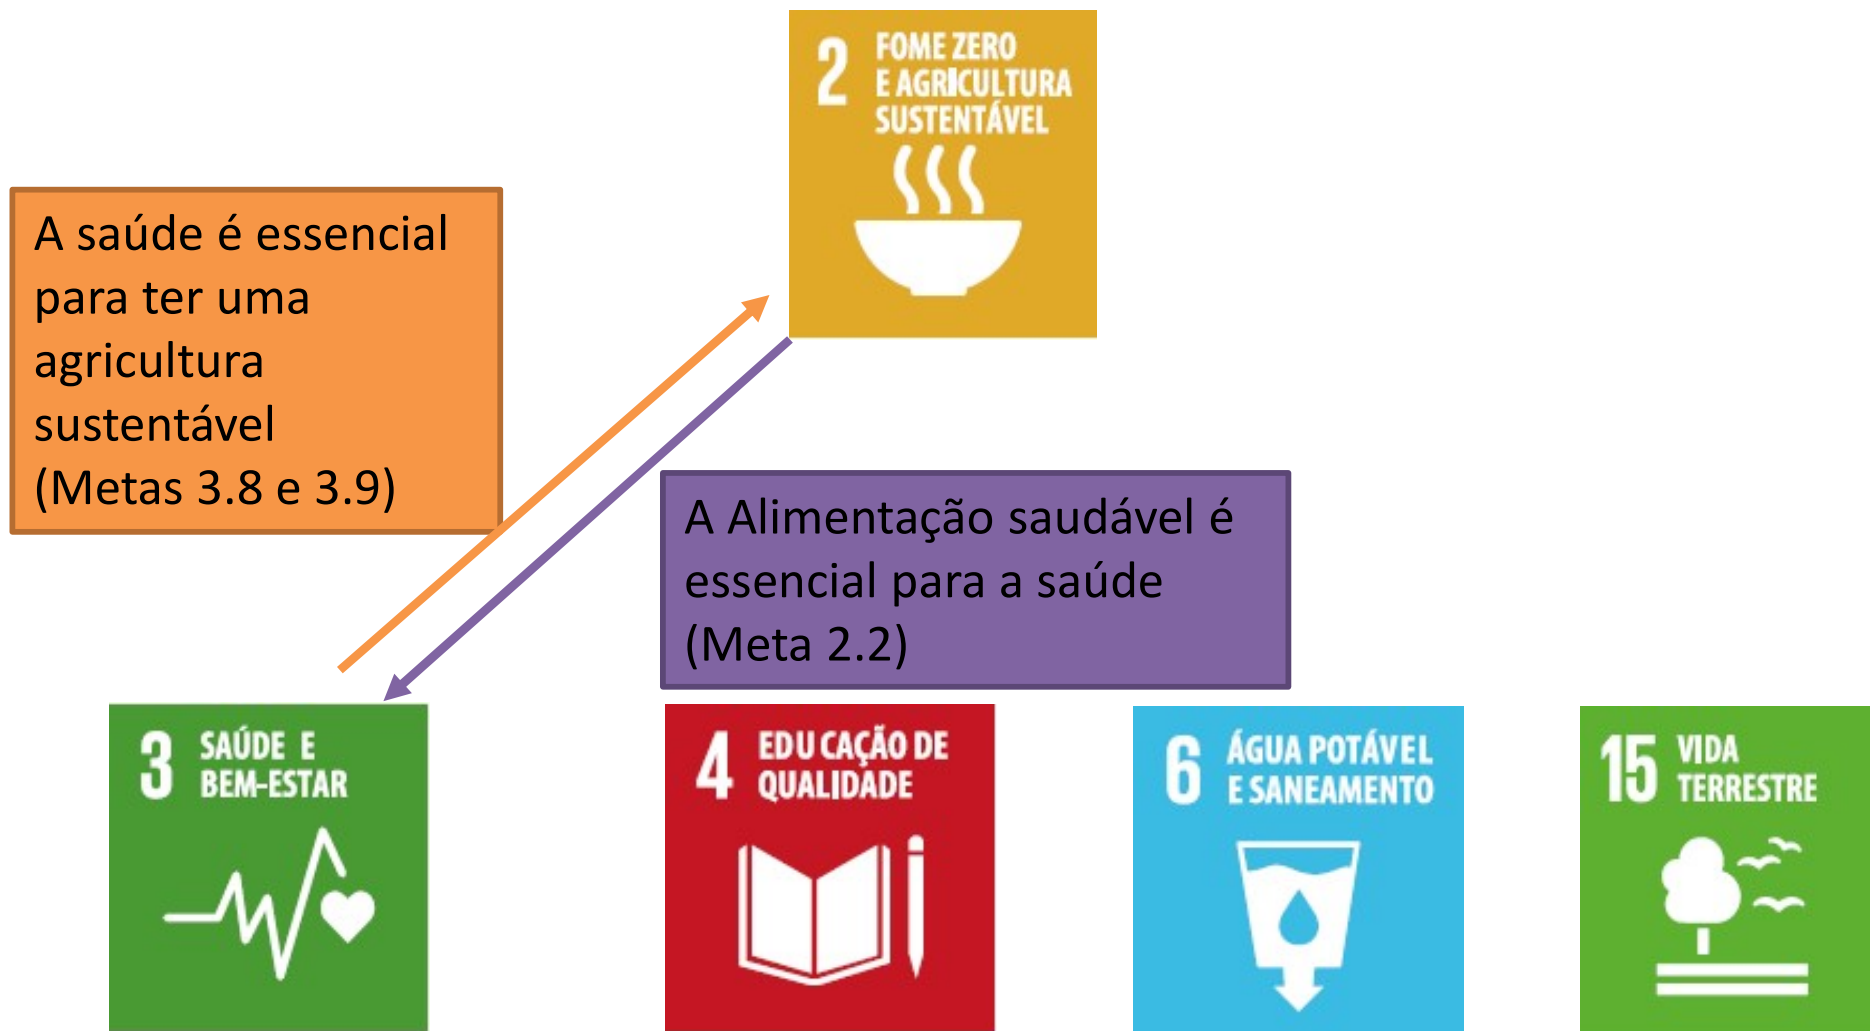 2
FOME ZERO
E AGRICULTURA
SUSTENTÁVEL
A saúde é essencial
para ter uma
agricultura
sustentável
(Metas 3.8 e 3.9)
A Alimentação saudável é
essencial para a saúde
(Meta 2.2)
3
SAÚDE E
BEM-ESTAR
4
EDUCAÇÃO DE
QUALIDADE
6
ÁGUA POTÁVEL
E SANEAMENTO
15
VIDA
TERRESTRE